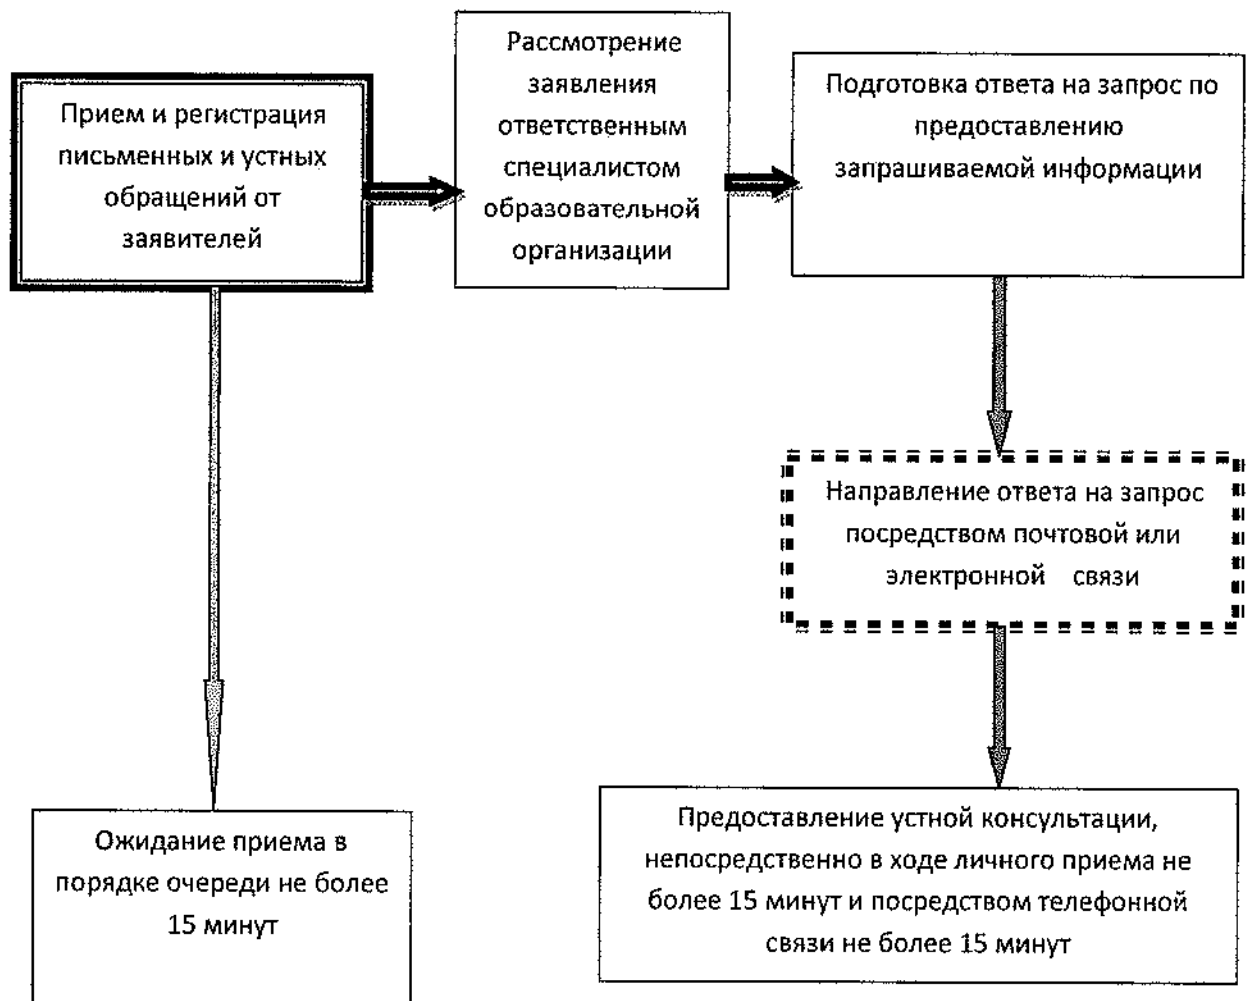 Прием и регистрация
письменных и устных
обращений от
заявителей
Рассмотрение
заявления
ответственным
специалистом
образовательной
организации
Подготовка ответа на запрос по
предоставлению
запрашиваемой информации
Направление ответа на запрос
посредством почтовой или
электронной связи
Ожидание приема в
порядке очереди не более
15 минут
Предоставление устной консультации,
непосредственно в ходе личного приема не
более 15 минут и посредством телефонной
связи не более 15 минут